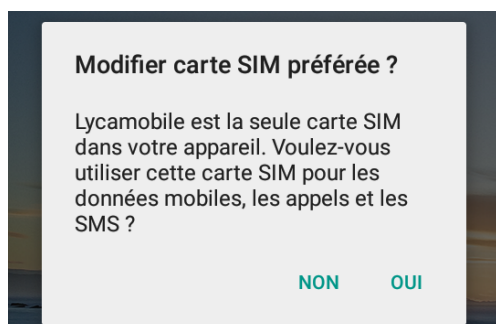 Modifier carte SIM préférée ?
Lycamobile est la seule carte SIM
dans votre appareil. Voulez-vous
utiliser cette carte SIM pour les
données mobiles, les appels et les
SMS ?
NON OUI